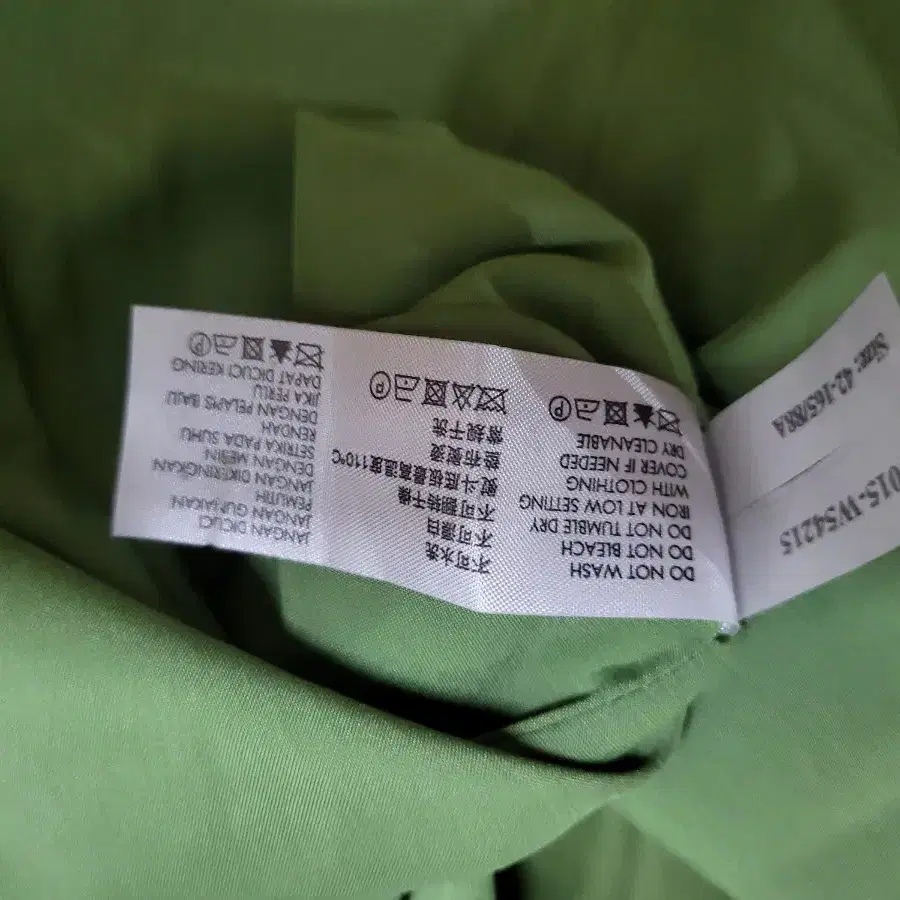 DO NOT WASH
DO NOT BLEACH
DO NOT TUMBLE DRY
IRON AT LOW SETTING
WITH CLOTHING
COVER IF NEEDED
DRY CLEANABLE
P
不可水洗
不可漂白
不可翻转干燥
熨斗底板最高温度110℃
垫布熨烫
常规干洗
P
JANGAN DICUCI
JANGAN GUNAKAN
PEMUTIH
JANGAN DIKERINGKAN
DENGAN MESIN
SETRIKA PADA SUHU
RENDAH
DENGAN PELAPIS BAJU
JIKA PERLU
DAPAT DICUCI KERING
P
015-W54215
Size: 42-165/88A